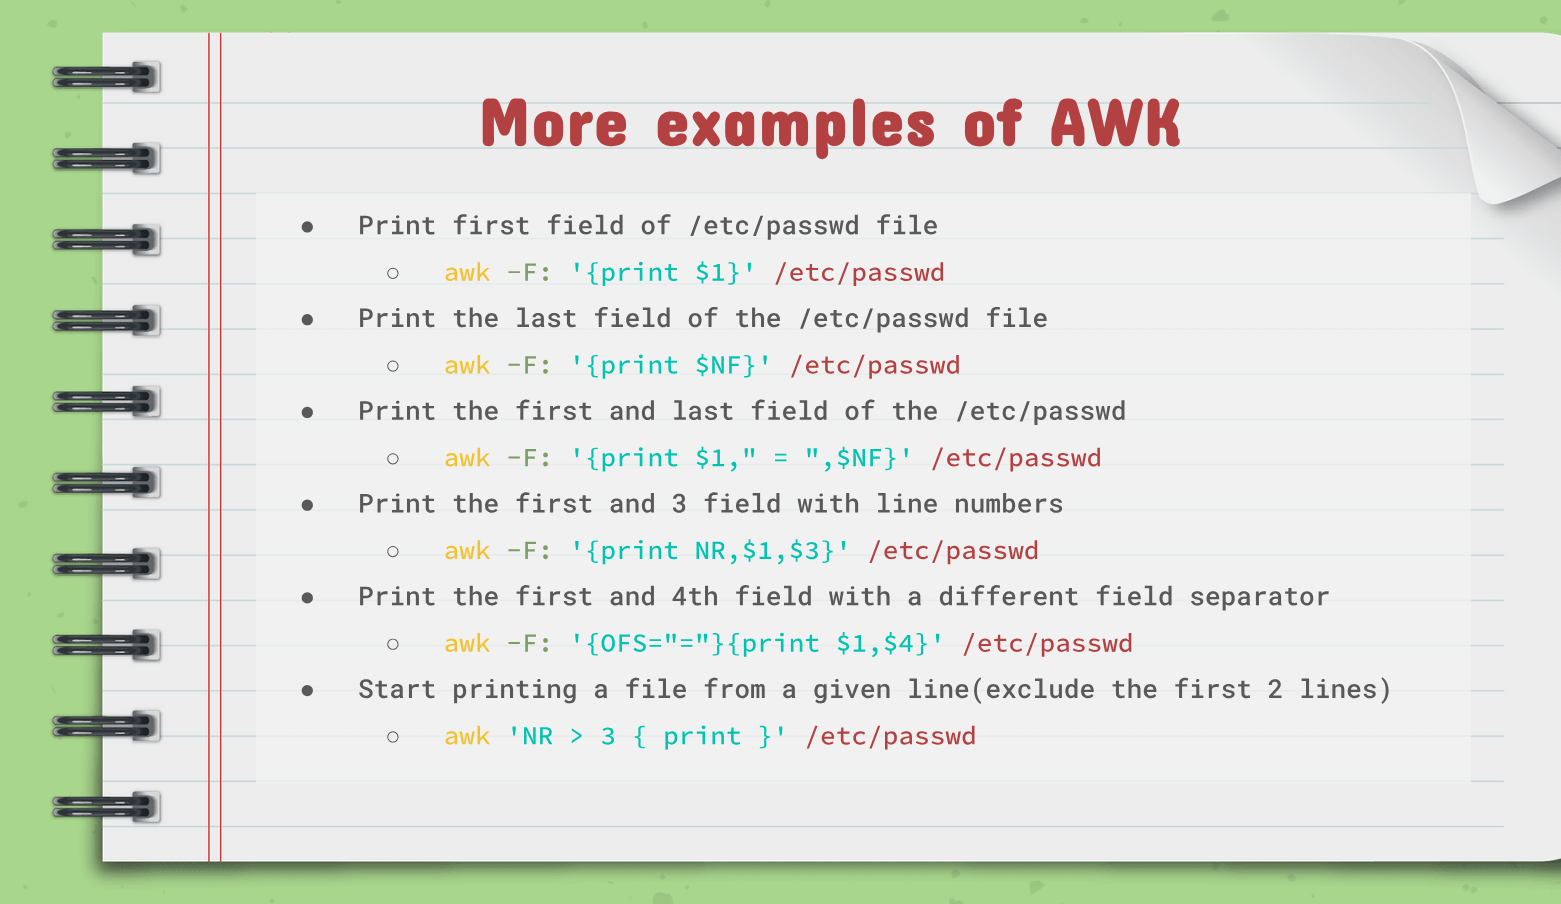 More examples of AWK
● Print first field of /etc/passwd file
○ awk -F: '{print $1}' /etc/passwd
● Print the last field of the /etc/passwd file
○ awk -F: '{print $NF}' /etc/passwd
● Print the first and last field of the /etc/passwd
○ awk -F: '{print $1," = ",$NF}' /etc/passwd
● Print the first and 3 field with line numbers
○ awk -F: '{print NR,$1,$3}' /etc/passwd
● Print the first and 4th field with a different field separator
○ awk -F: '{OFS="="}{print $1,$4}' /etc/passwd
● Start printing a file from a given line(exclude the first 2 lines)
○ awk 'NR > 3 { print }' /etc/passwd